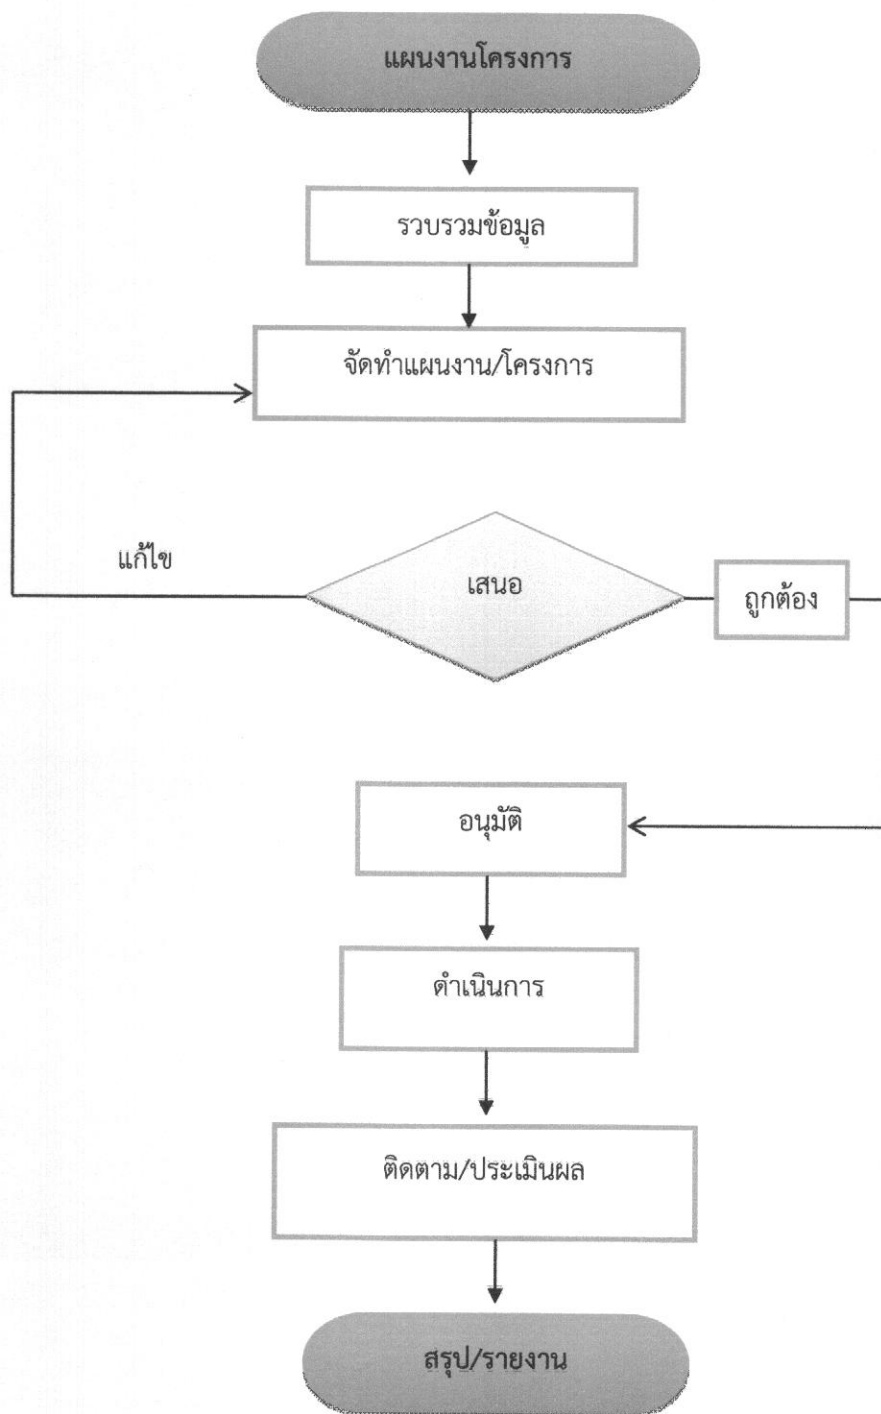 แผนงานโครงการ
รวบรวมข้อมูล
จัดทำแผนงาน/โครงการ
แก้ไข
เสนอ
ถูกต้อง
อนุมัติ
ดำเนินการ
ติดตาม/ประเมินผล
สรุป/รายงาน